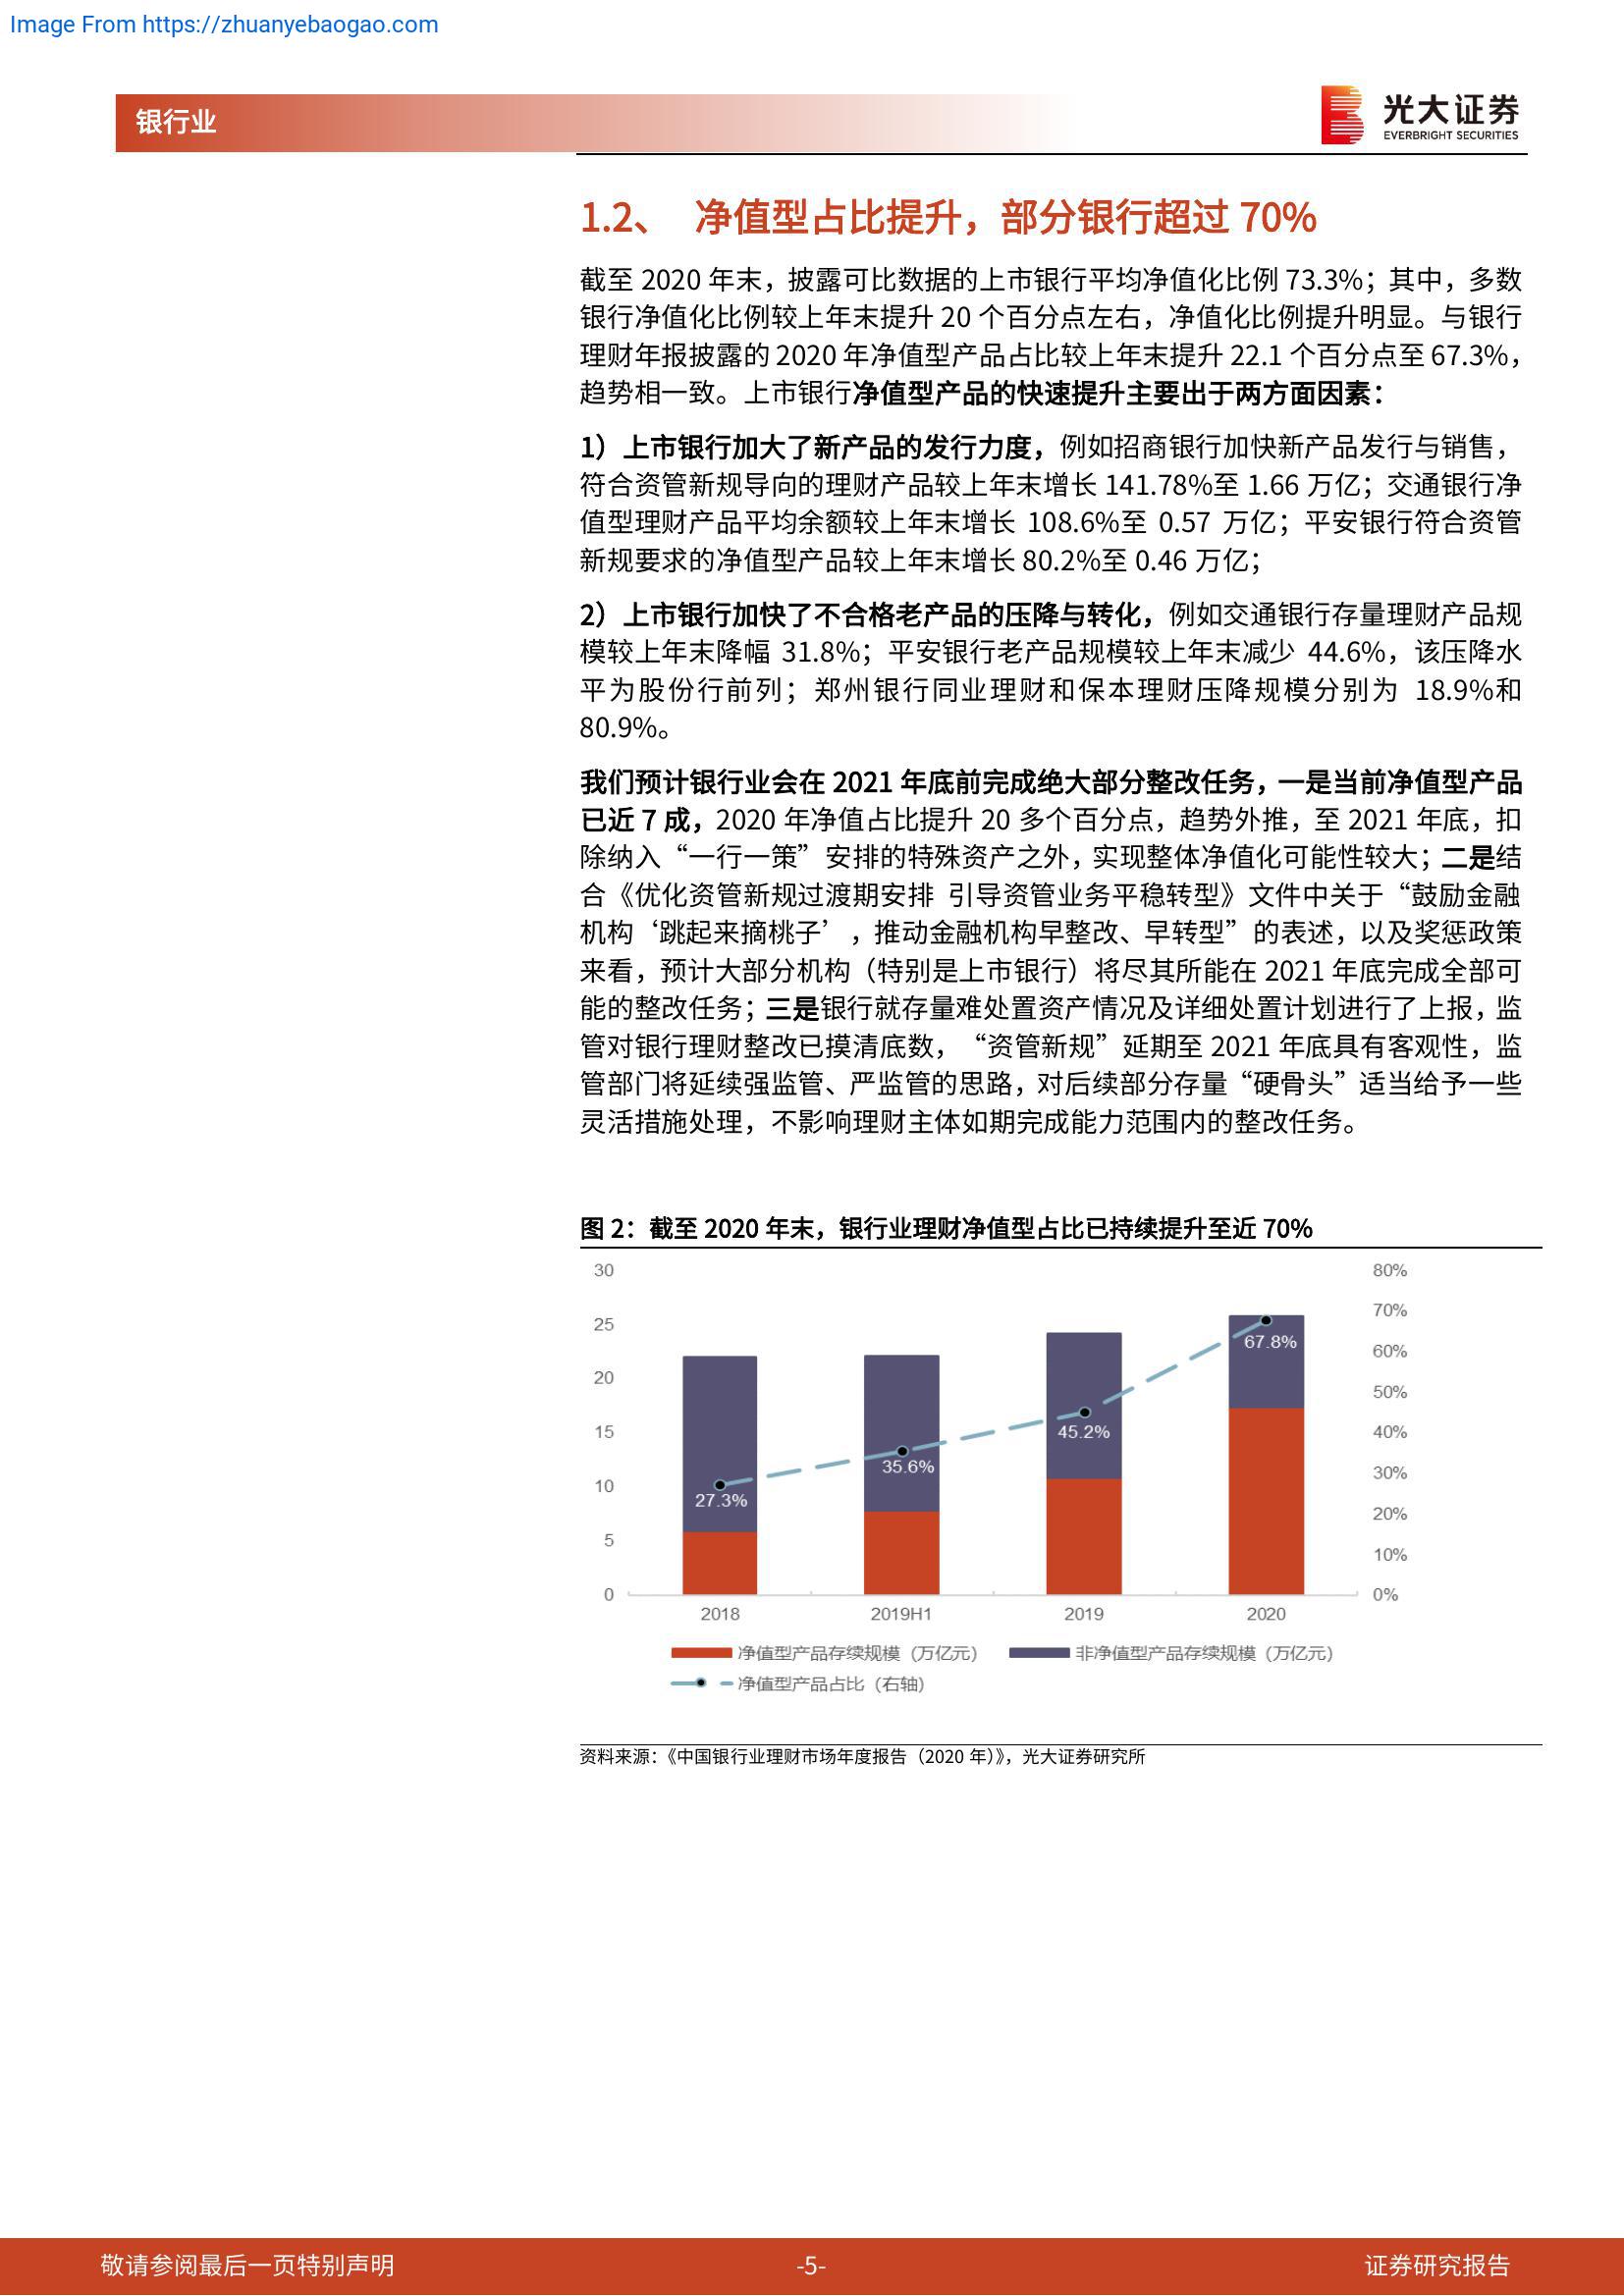 Image From https://zhuanyebaogao.com
银行业
光大证券
EVERBRIGHT SECURITIES
1.2、 净值型占比提升，部分银行超过 70%
截至 2020 年末，披露可比数据的上市银行平均净值化比例 73.3%；其中，多数
银行净值化比例较上年末提升 20 个百分点左右，净值化比例提升明显。与银行
理财年报披露的 2020 年净值型产品占比较上年末提升 22.1 个百分点至 67.3%，
趋势相一致。上市银行净值型产品的快速提升主要出于两方面因素：
1）上市银行加大了新产品的发行力度，例如招商银行加快新产品发行与销售，
符合资管新规导向的理财产品较上年末增长 141.78%至 1.66 万亿；交通银行净
值型理财产品平均余额较上年末增长 108.6%至 0.57 万亿；平安银行符合资管
新规要求的净值型产品较上年末增长 80.2%至 0.46 万亿；
2）上市银行加快了不合格老产品的压降与转化，例如交通银行存量理财产品规
模较上年末降幅 31.8%；平安银行老产品规模较上年末减少 44.6%，该压降水
平为股份行前列；郑州银行同业理财和保本理财压降规模分别为 18.9%和
80.9%。
我们预计银行业会在 2021 年底前完成绝大部分整改任务，一是当前净值型产品
已近 7 成，2020 年净值占比提升 20 多个百分点，趋势外推，至 2021 年底，扣
除纳入“一行一策”安排的特殊资产之外，实现整体净值化可能性较大；二是结
合《优化资管新规过渡期安排 引导资管业务平稳转型》文件中关于“鼓励金融
机构‘跳起来摘桃子’，推动金融机构早整改、早转型”的表述，以及奖惩政策
来看，预计大部分机构（特别是上市银行）将尽其所能在 2021 年底完成全部可
能的整改任务；三是银行就存量难处置资产情况及详细处置计划进行了上报，监
管对银行理财整改已摸清底数，“资管新规”延期至 2021 年底具有客观性，监
管部门将延续强监管、严监管的思路，对后续部分存量“硬骨头”适当给予一些
灵活措施处理，不影响理财主体如期完成能力范围内的整改任务。
图 2：截至 2020 年末，银行业理财净值型占比已持续提升至近 70%
30
25
20
15
10
5
0
80%
70%
60%
50%
40%
30%
20%
10%
0%
27.3%
35.6%
45.2%
67.8%
2018
2019H1
2019
2020
净值型产品存续规模（万亿元）
非净值型产品存续规模（万亿元）
净值型产品占比（右轴）
资料来源：《中国银行业理财市场年度报告（2020 年）》，光大证券研究所
敬请参阅最后一页特别声明
-5-
证券研究报告